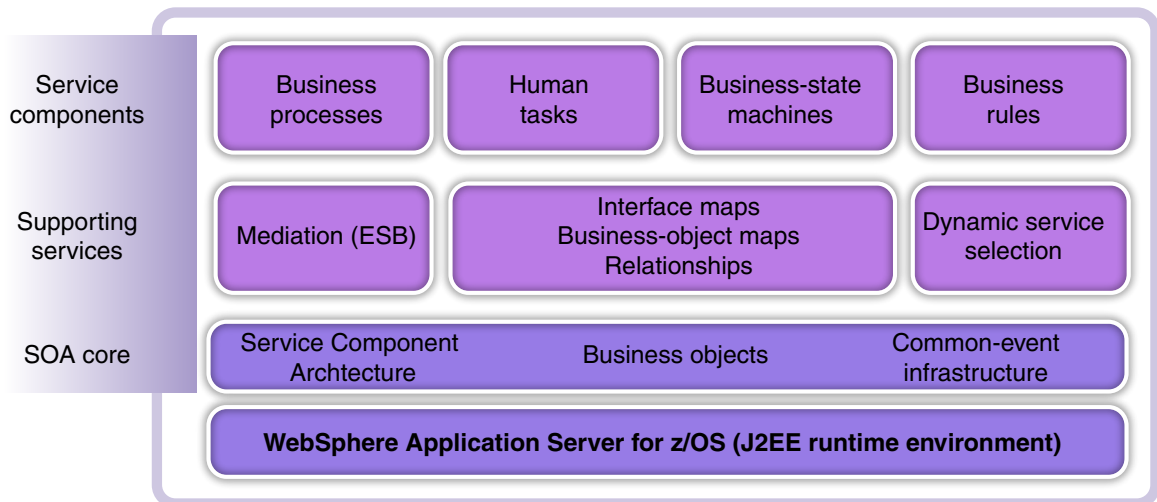 Service
components
Business
processes
Human
tasks
Business-state
machines
Business
rules
Supporting
services
Mediation (ESB)
Interface maps
Business-object maps
Relationships
Dynamic service
selection
SOA core
Service Component
Archtecture
Business objects
Common-event
infrastructure
WebSphere Application Server for z/OS (J2EE runtime environment)